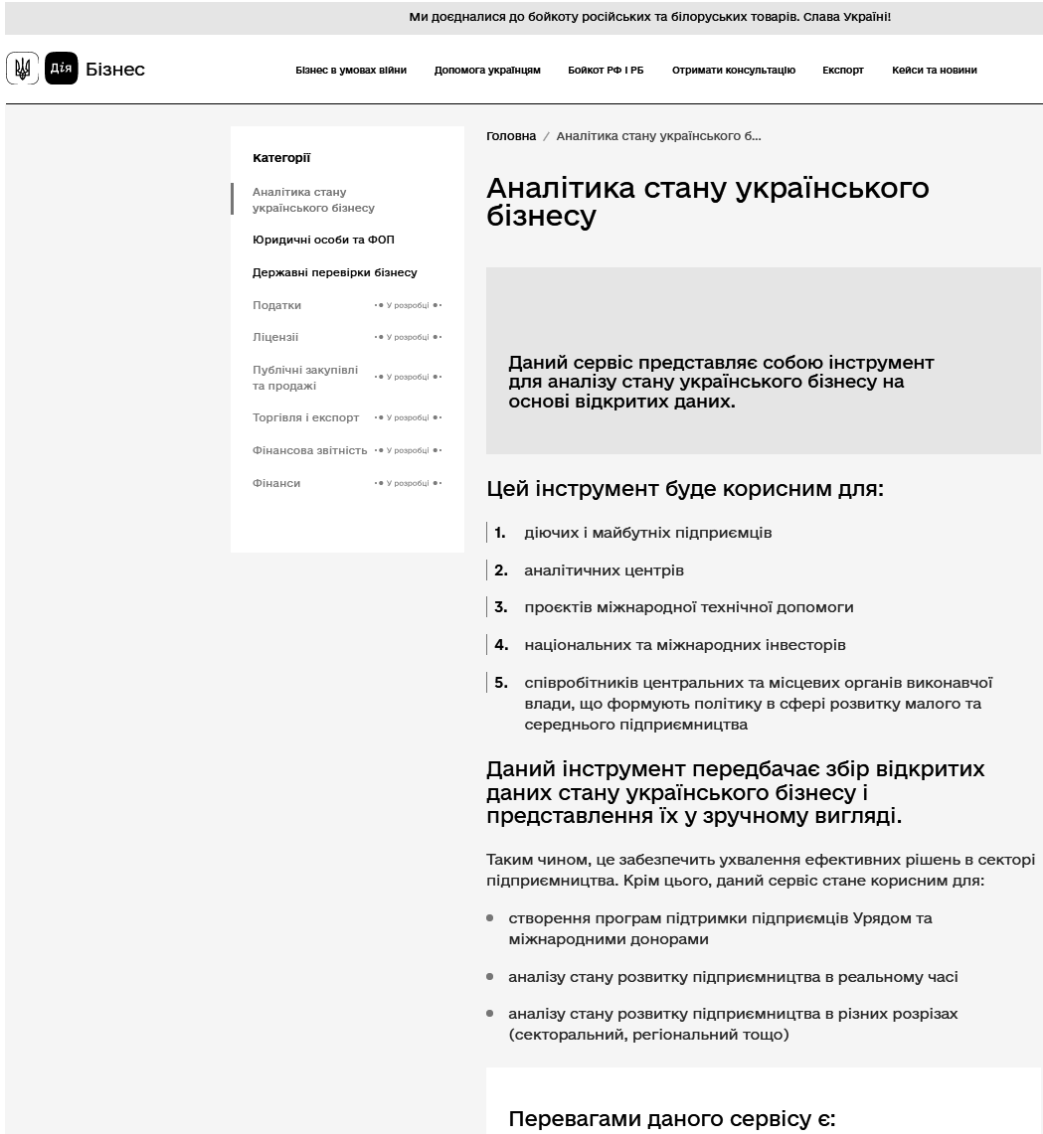 Ми доєдналися до бойкоту російських та білоруських товарів. Слава Україні!
Дія Бізнес
Бізнес в умовах війни Допомога українцям Бойкот РФ І РБ Отримати консультацію Експорт Кейси та новини
Категорії
Аналітика стану
українського бізнесу
Юридичні особи та ФОП
Державні перевірки бізнесу
Податки У розробці
Ліцензії У розробці
Публічні закупівлі
та продажі У розробці
Торгівля і експорт У розробці
Фінансова звітність У розробці
Фінанси У розробці
Головна / Аналітика стану українського б...
Аналітика стану українського
бізнесу
Даний сервіс представляє собою інструмент
для аналізу стану українського бізнесу на
основі відкритих даних.
Цей інструмент буде корисним для:
1. діючих і майбутніх підприємців
2. аналітичних центрів
3. проєктів міжнародної технічної допомоги
4. національних та міжнародних інвесторів
5. співробітників центральних та місцевих органів виконавчої
влади, що формують політику в сфері розвитку малого та
середнього підприємництва
Даний інструмент передбачає збір відкритих
даних стану українського бізнесу і
представлення їх у зручному вигляді.
Таким чином, це забезпечить ухвалення ефективних рішень в секторі
підприємництва. Крім цього, даний сервіс стане корисним для:
створення програм підтримки підприємців Урядом та
міжнародними донорами
аналізу стану розвитку підприємництва в реальному часі
аналізу стану розвитку підприємництва в різних розрізах
(секторальний, регіональний тощо)
Перевагами даного сервісу є: